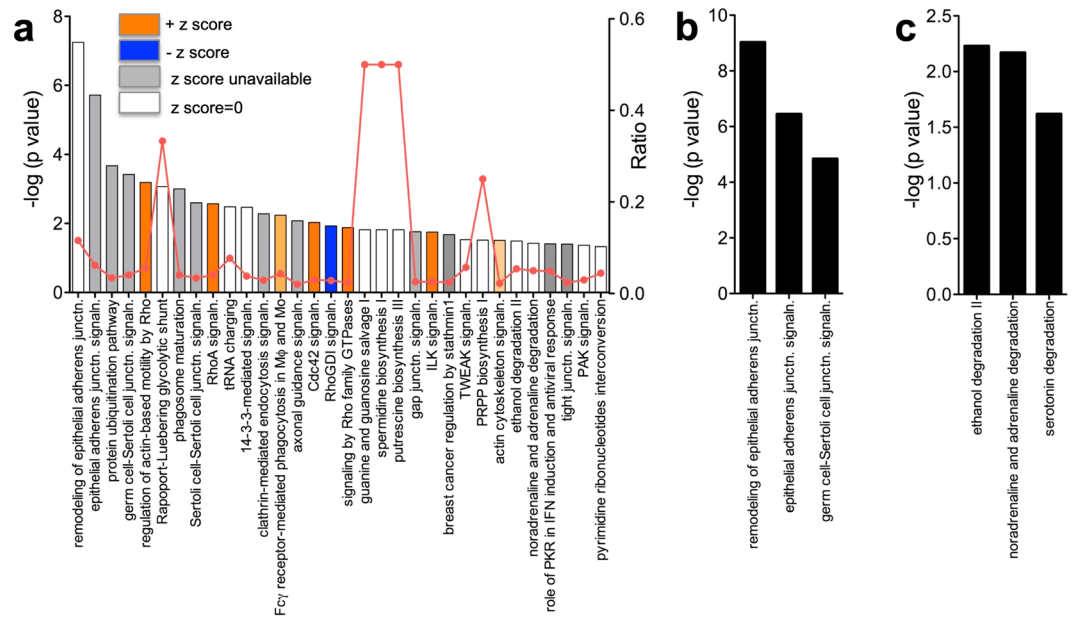 a
+ z score
- z score
z score unavailable
z score=0
-log (p value)
8
6
4
2
0
Ratio
0.6
0.4
0.2
0.0
remodeling of epithelial adherens junctn.
epithelial adherens junctn. signaln.
protein ubiquitination pathway
germ cell-Sertoli cell junctn. signaln.
regulation of actin-based motility by Rho
Rapoport-Luebering glycolytic shunt
phagosome maturation
Sertoli cell-Sertoli cell junctn. signaln.
RhoA signaln.
tRNA charging
14-3-3-mediated signaln.
clathrin-mediated endocytosis signaln.
Fcγ receptor-mediated phagocytosis in Mϕ and Mo
axonal guidance signaln.
Cdc42 signaln.
RhoGDI signaln.
signaling by Rho family GTPases
guanine and guanosine salvage I
spermidine biosynthesis I
putrescine biosynthesis III
gap junctn. signaln.
ILK signaln.
breast cancer regulation by stathmin1
TWEAK signaln.
PRPP biosynthesis I
actin cytoskeleton signaln.
ethanol degradation II
noradrenaline and adrenaline degradation
role of PKR in IFN induction and antiviral response
tight junctn. signaln.
PAK signaln.
pyrimidine ribonucleotides interconversion
b
-log (p value)
10
8
6
4
2
0
remodeling of epithelial adherens junctn.
epithelial adherens junctn. signaln.
germ cell-Sertoli cell junctn. signaln.
c
-log (p value)
2.5
2.0
1.5
1.0
0.5
0.0
ethanol degradation II
noradrenaline and adrenaline degradation
serotonin degradation